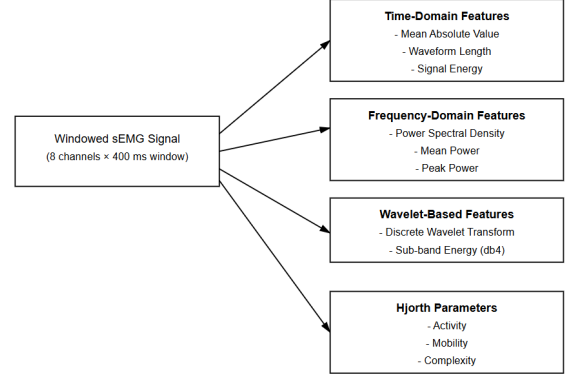 Windowed sEMG Signal
(8 channels × 400 ms window)
Time-Domain Features
- Mean Absolute Value
- Waveform Length
- Signal Energy
Frequency-Domain Features
- Power Spectral Density
- Mean Power
- Peak Power
Wavelet-Based Features
- Discrete Wavelet Transform
- Sub-band Energy (db4)
Hjorth Parameters
- Activity
- Mobility
- Complexity